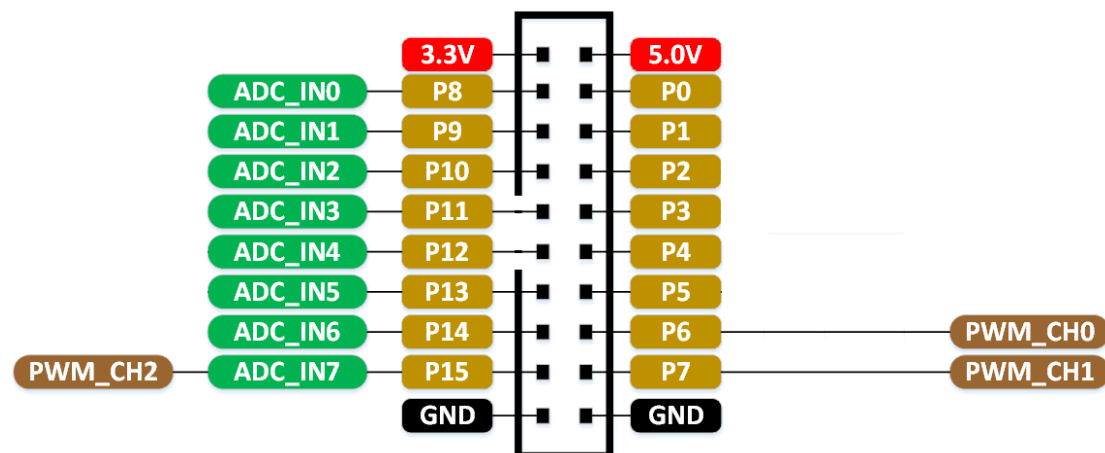 3.3V 5.0V
ADC_IN0 P8 P0
ADC_IN1 P9 P1
ADC_IN2 P10 P2
ADC_IN3 P11 P3
ADC_IN4 P12 P4
ADC_IN5 P13 P5
ADC_IN6 P14 P6 PWM_CH0
PWM_CH2 ADC_IN7 P15 P7 PWM_CH1
GND GND